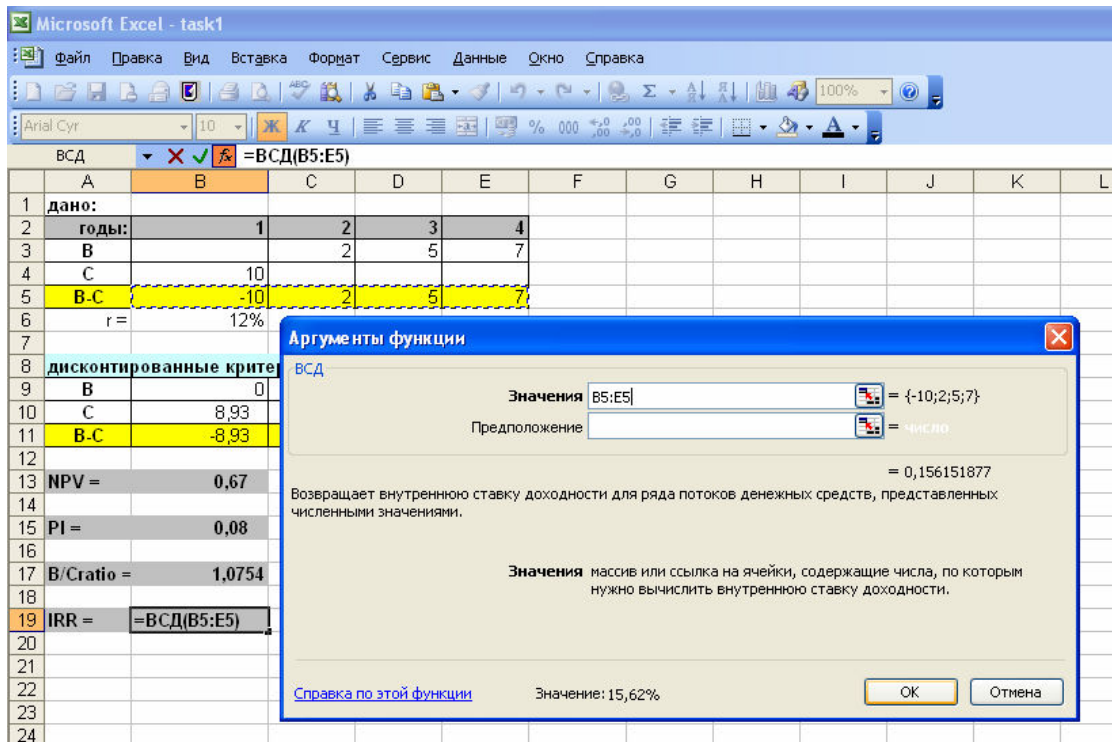 Microsoft Excel - task1
Файл Правка Вид Вставка Формат Сервис Данные Окно Справка
100%
Arial Cyr 10 Ж К Ч % 000
ВСД =ВСД(B5:E5)
A B C D E F G H I J K L
1 дано:
2 годы: 1 2 3 4
3 B 2 5 7
4 C 10
5 B-C -10 2 5 7
6 r = 12%
7
8 дисконтированные крите
9 B 0
10 C 8,93
11 B-C -8,93
12
13 NPV = 0,67
14
15 PI = 0,08
16
17 B/Cratio = 1,0754
18
19 IRR = =ВСД(B5:E5)
20
21
22
23
24
Аргументы функции
ВСД
Значения B5:E5 = {-10;2;5;7}
Предположение = число
= 0,156151877
Возвращает внутреннюю ставку доходности для ряда потоков денежных средств, представленных
численными значениями.
Значения массив или ссылка на ячейки, содержащие числа, по которым
нужно вычислить внутреннюю ставку доходности.
Справка по этой функции Значение: 15,62% ОК Отмена